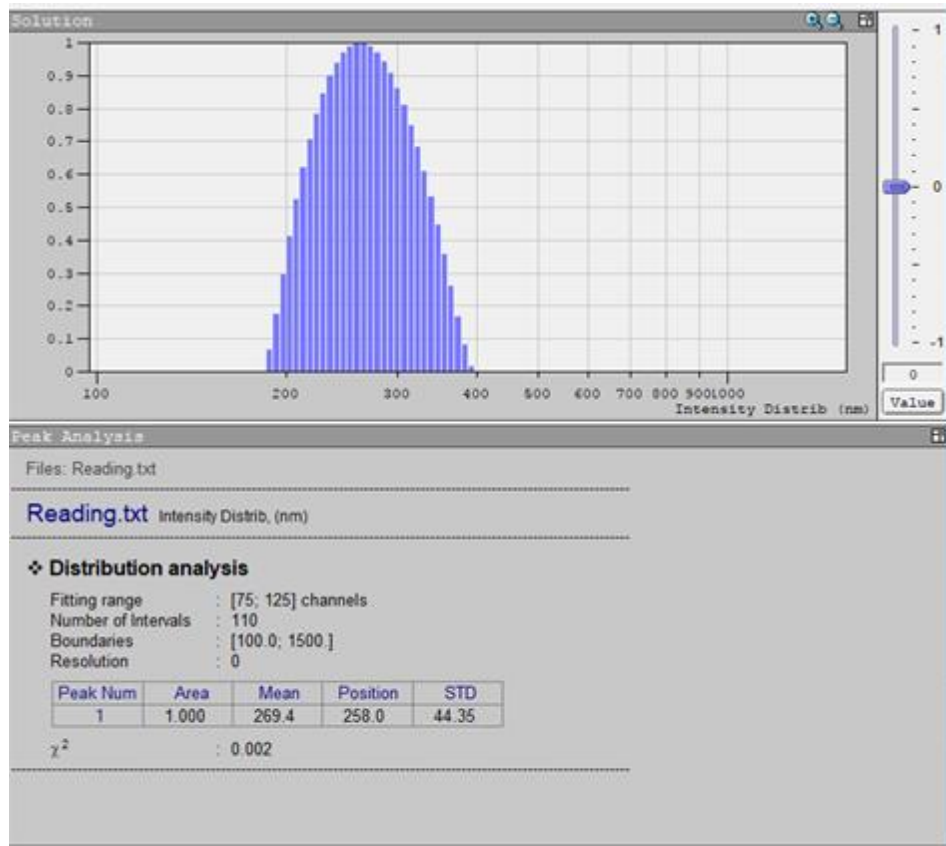 Solution
1
0.9
0.8
0.7
0.6
0.5
0.4
0.3
0.2
0.1
0
100 200 300 400 500 600 700 800 900 1000
Intensity Distrib (nm)
1
0
-1
0
Value
Peak Analysis
Files: Reading.txt
Reading.txt Intensity Distrib, (nm)
❖ Distribution analysis
Fitting range : [75; 125] channels
Number of Intervals : 110
Boundaries : [100.0; 1500.]
Resolution : 0
Peak Num Area Mean Position STD
1 1.000 269.4 258.0 44.35
χ² : 0.002